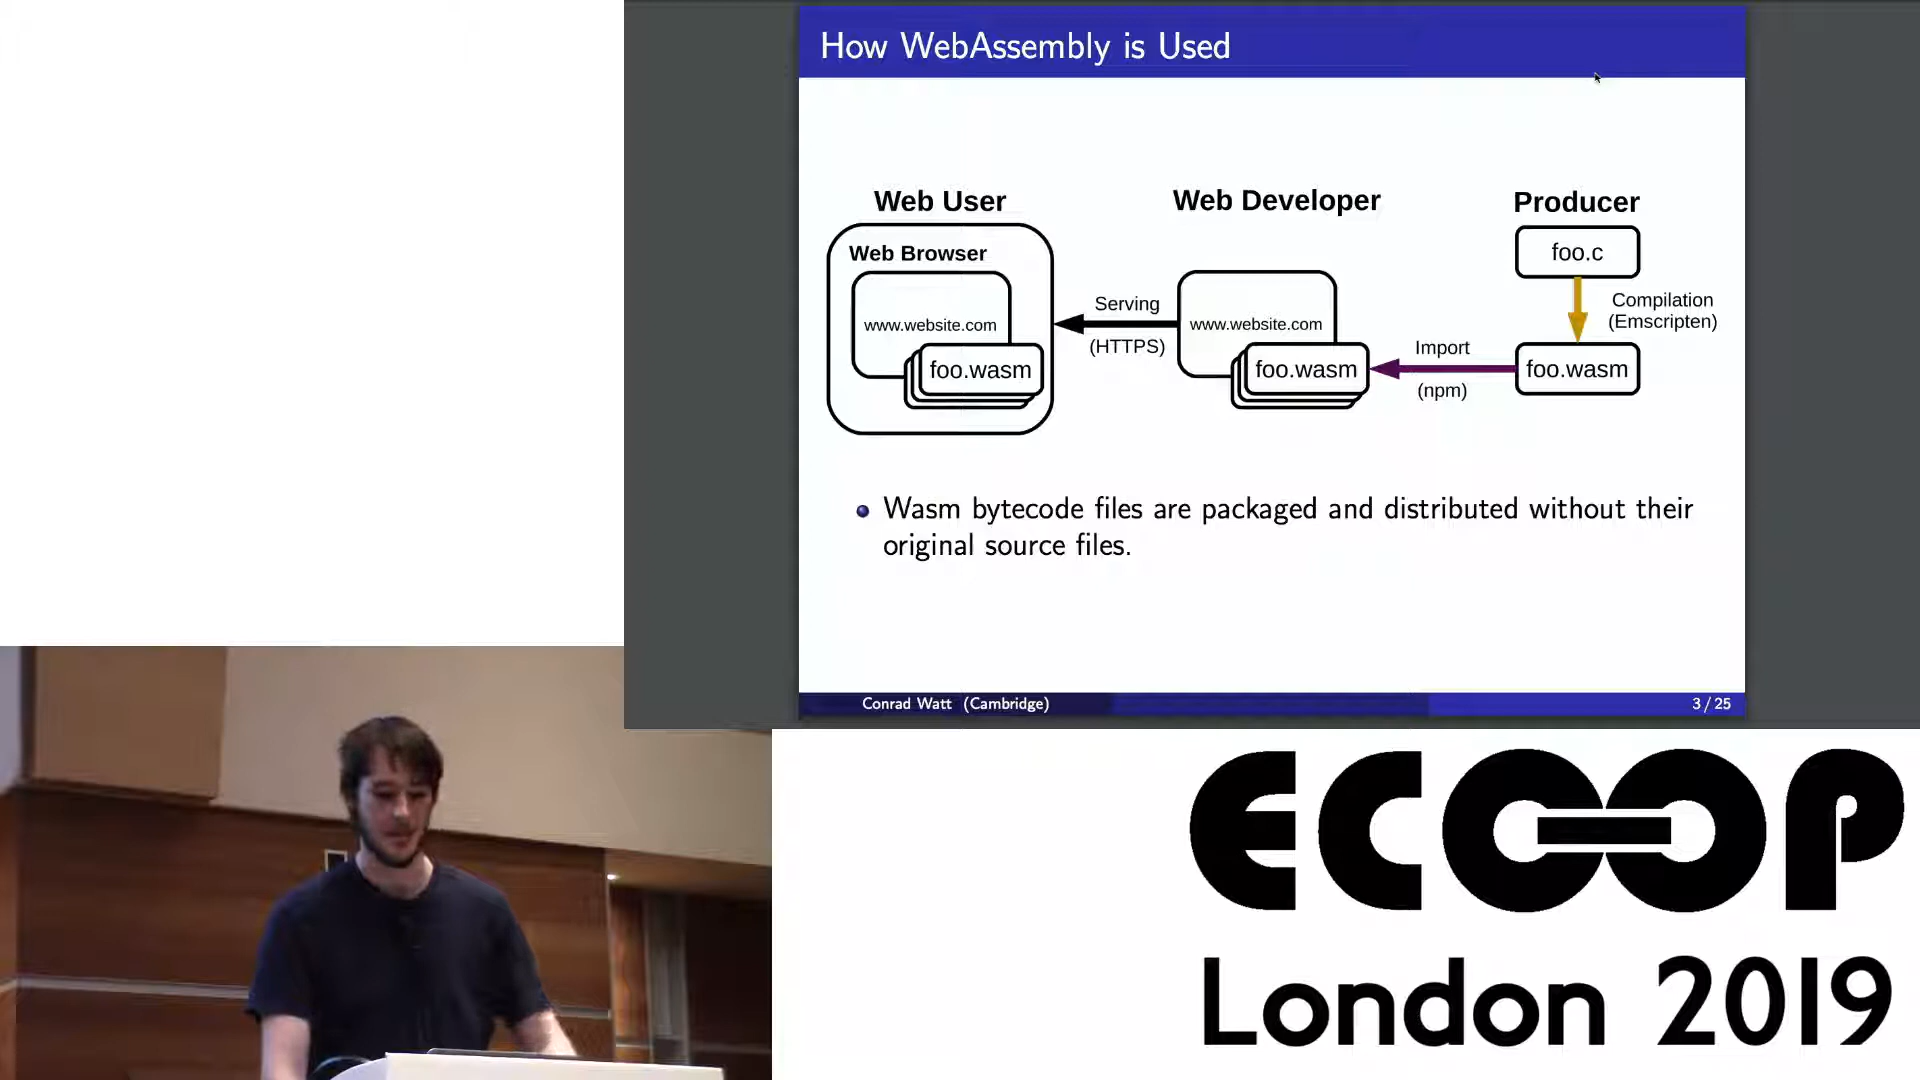 How WebAssembly is Used
Web User
Web Developer
Producer
Web Browser
foo.c
www.website.com
foo.wasm
Serving
(HTTPS)
www.website.com
foo.wasm
Import
(npm)
Compilation
(Emscripten)
foo.wasm
Wasm bytecode files are packaged and distributed without their
original source files.
Conrad Watt (Cambridge)
3 / 25
ECOOP
London 2019